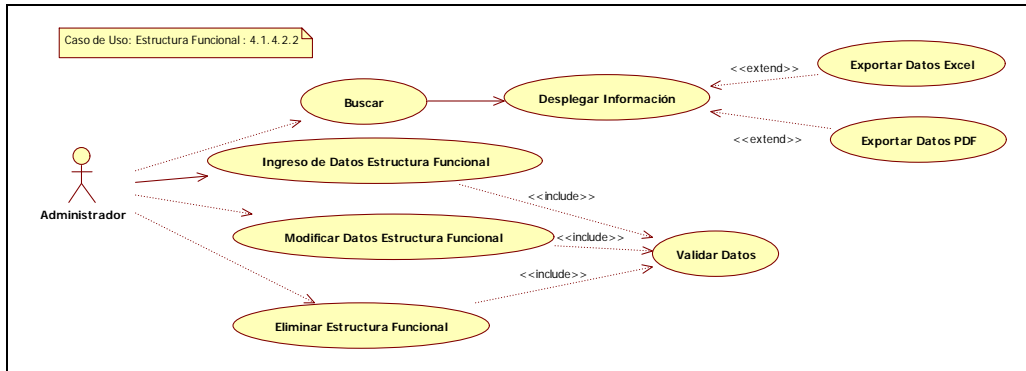 Caso de Uso: Estructura Funcional : 4.1.4.2.2
<<extend>>
Exportar Datos Excel
Buscar
Desplegar Información
<<extend>>
Exportar Datos PDF
Ingreso de Datos Estructura Funcional
<<include>>
Administrador
Modificar Datos Estructura Funcional
<<include>>
Validar Datos
<<include>>
Eliminar Estructura Funcional